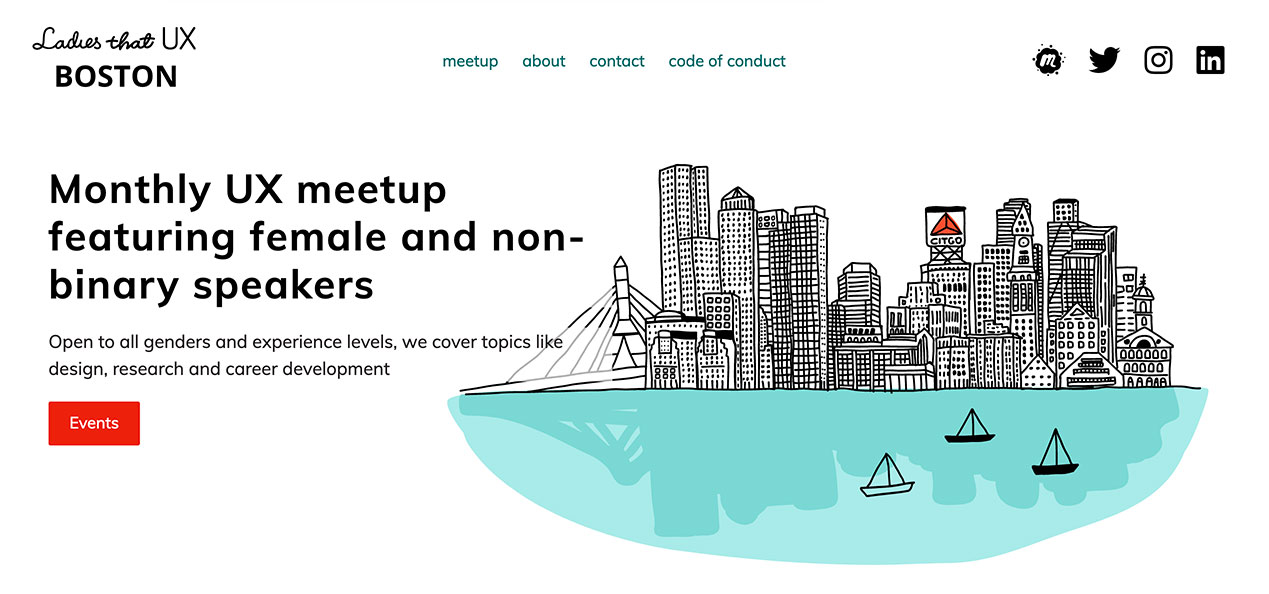 Ladies that UX
BOSTON
meetup about contact code of conduct
m
in
Monthly UX meetup
featuring female and non-
binary speakers
Open to all genders and experience levels, we cover topics like
design, research and career development
Events
CITGO